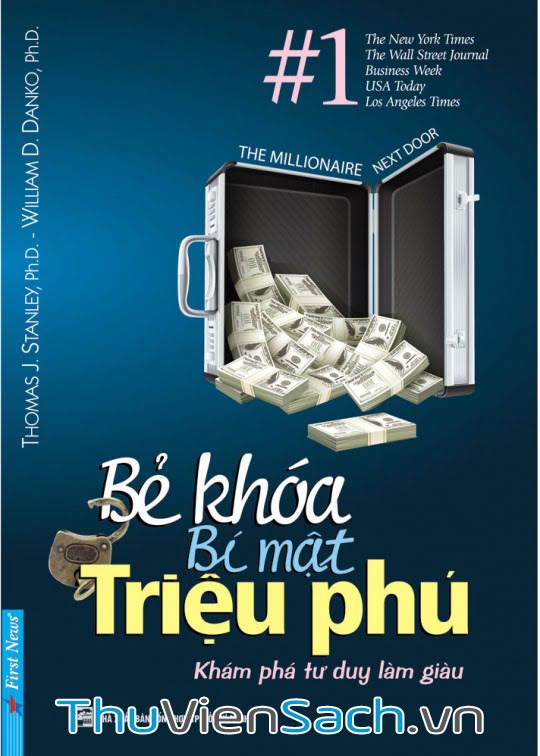 #1
The New York Times
The Wall Street Journal
Business Week
USA Today
Los Angeles Times
THE MILLIONAIRE NEXT DOOR
THOMAS J. STANLEY, PH.D. - WILLIAM D. DANKO, PH.D.
Bẻ khóa
Bí mật
Triệu phú
Khám phá tư duy làm giàu
First News
ThuVienSach.vn